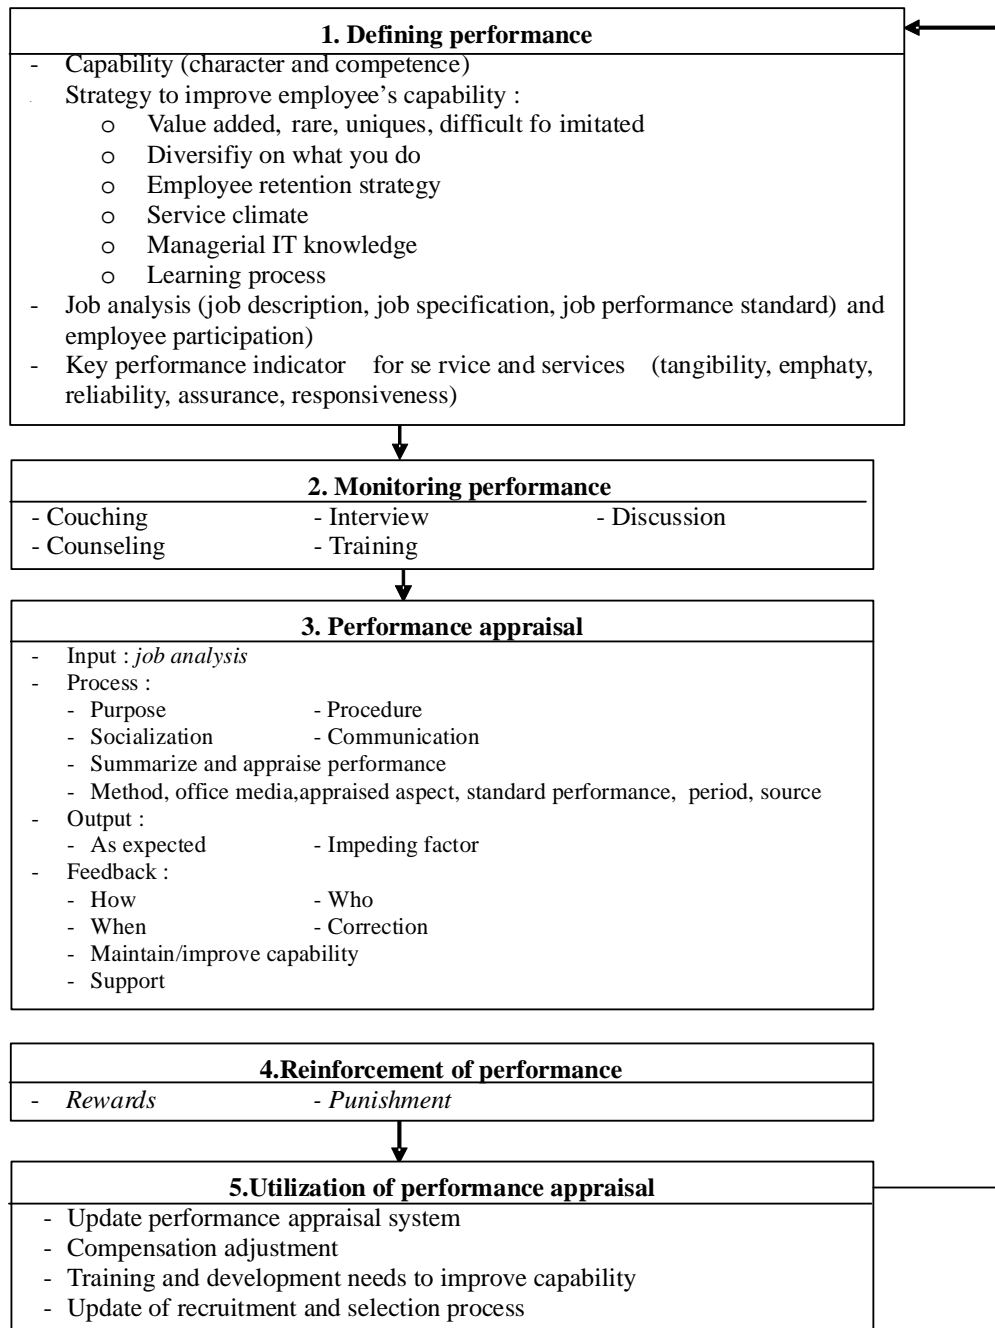 1. Defining performance
- Capability (character and competence)
Strategy to improve employee's capability :
o Value added, rare, uniques, difficult fo imitated
o Diversifiy on what you do
o Employee retention strategy
o Service climate
o Managerial IT knowledge
o Learning process
- Job analysis (job description, job specification, job performance standard) and
employee participation)
- Key performance indicator for se rvice and services (tangibility, emphaty,
reliability, assurance, responsiveness)
2. Monitoring performance
- Couching - Interview - Discussion
- Counseling - Training
3. Performance appraisal
- Input : job analysis
- Process :
- Purpose - Procedure
- Socialization - Communication
- Summarize and appraise performance
- Method, office media,appraised aspect, standard performance, period, source
- Output :
- As expected - Impeding factor
- Feedback :
- How - Who
- When - Correction
- Maintain/improve capability
- Support
4.Reinforcement of performance
- Rewards - Punishment
5.Utilization of performance appraisal
- Update performance appraisal system
- Compensation adjustment
- Training and development needs to improve capability
- Update of recruitment and selection process